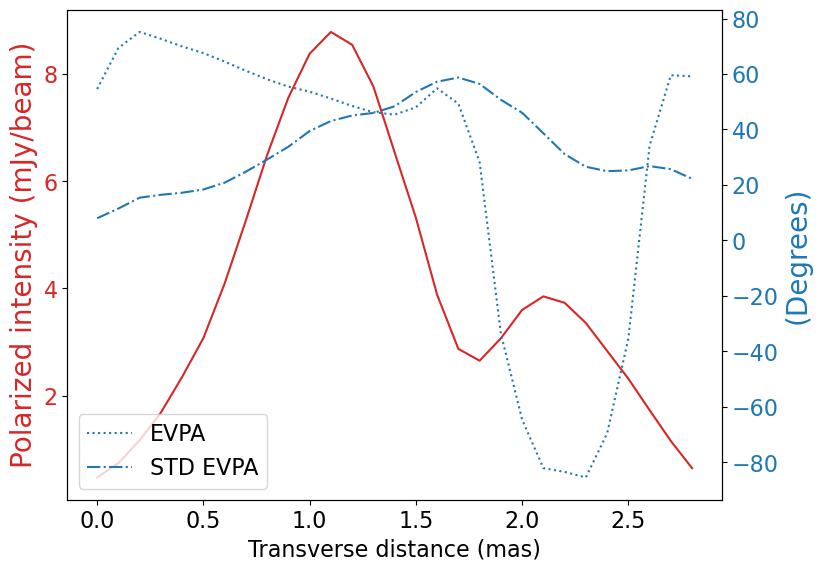 Polarized intensity (mJy/beam)
8
6
4
2
80
60
40
20
0
−20
−40
−60
−80
(Degrees)
EVPA
STD EVPA
0.0 0.5 1.0 1.5 2.0 2.5
Transverse distance (mas)